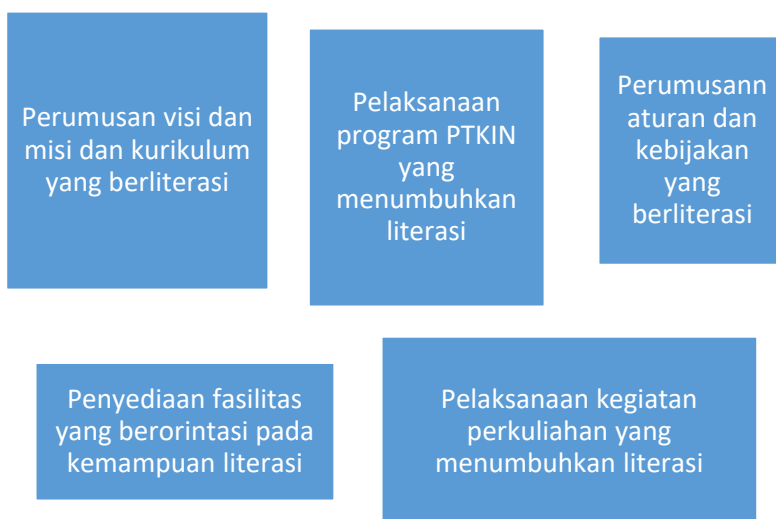 Perumusan visi dan
misi dan kurikulum
yang berliterasi
Pelaksanaan
program PTKIN
yang
menumbuhkan
literasi
Perumusann
aturan dan
kebijakan
yang
berliterasi
Penyediaan fasilitas
yang berorintasi pada
kemampuan literasi
Pelaksanaan kegiatan
perkuliahan yang
menumbuhkan literasi